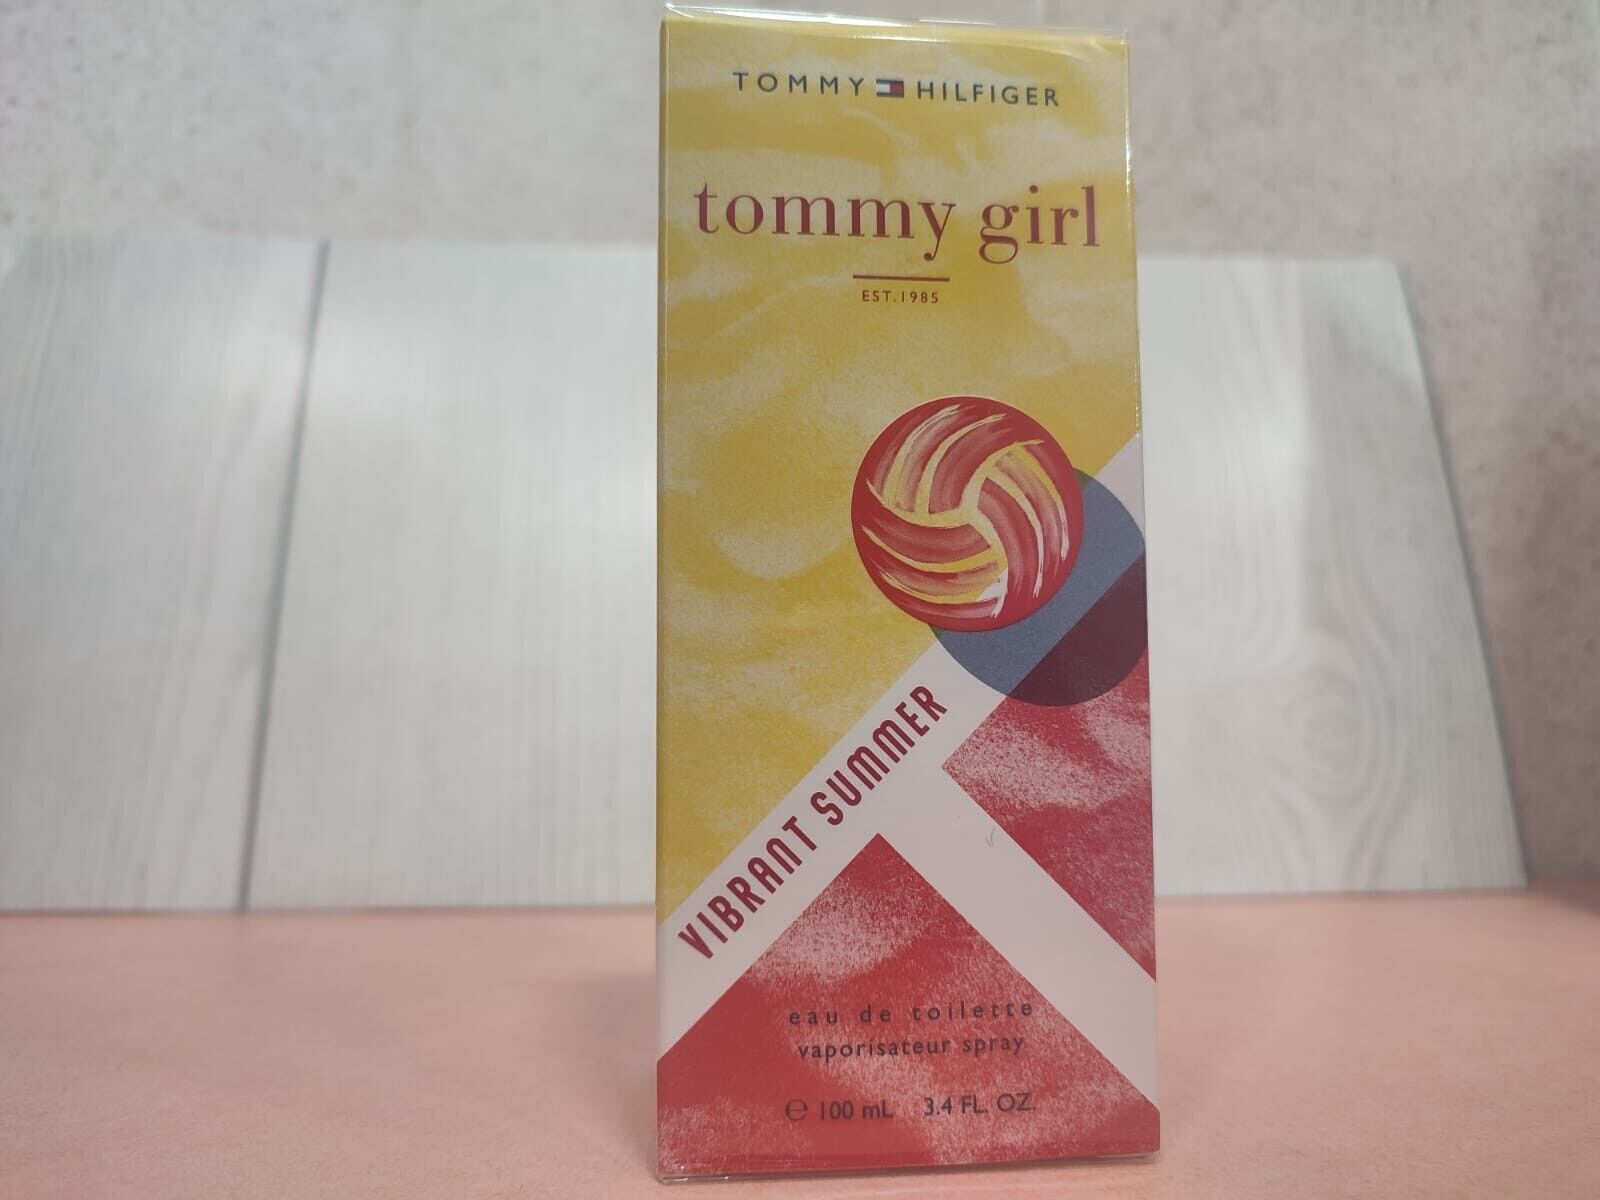 TOMMY HILFIGER
tommy girl
EST. 1985
VIBRANT SUMMER
eau de toilette
vaporisateur spray
℮ 100 mL 3.4 FL. OZ.